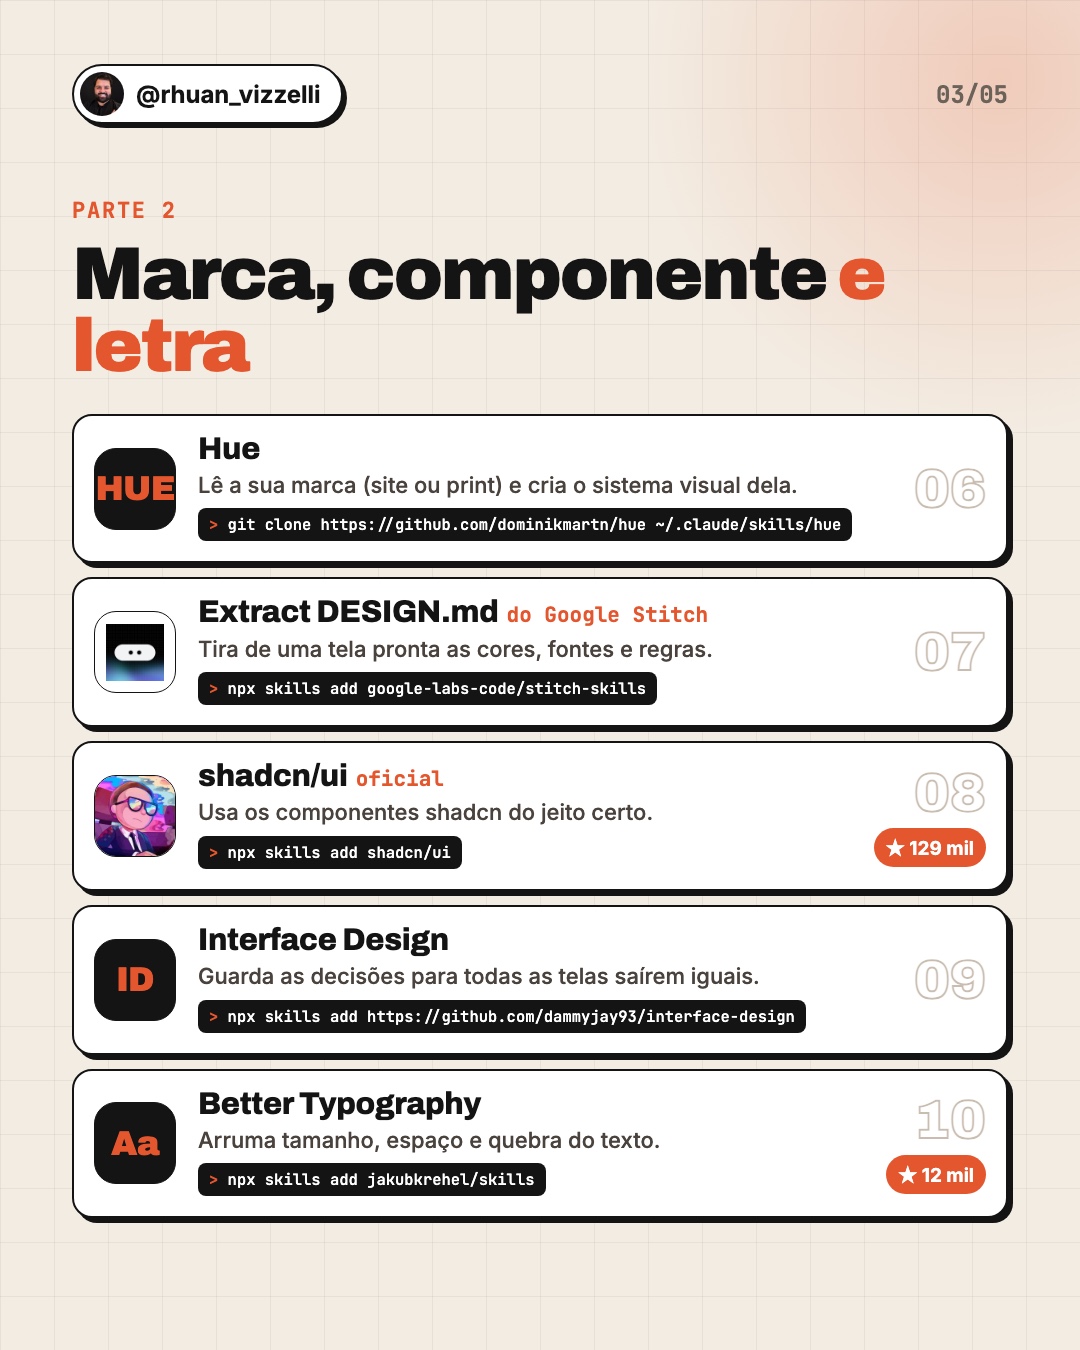 @rhuan_vizzelli
03/05
PARTE 2
Marca, componente e
letra
HUE
Hue
Lê a sua marca (site ou print) e cria o sistema visual dela.
> git clone https://github.com/dominikmartn/hue ~/.claude/skills/hue
06
Extract DESIGN.md do Google Stitch
Tira de uma tela pronta as cores, fontes e regras.
> npx skills add google-labs-code/stitch-skills
07
shadcn/ui oficial
Usa os componentes shadcn do jeito certo.
> npx skills add shadcn/ui
08
★ 129 mil
ID
Interface Design
Guarda as decisões para todas as telas saírem iguais.
> npx skills add https://github.com/dammyjay93/interface-design
09
Aa
Better Typography
Arruma tamanho, espaço e quebra do texto.
> npx skills add jakubkrehel/skills
10
★ 12 mil